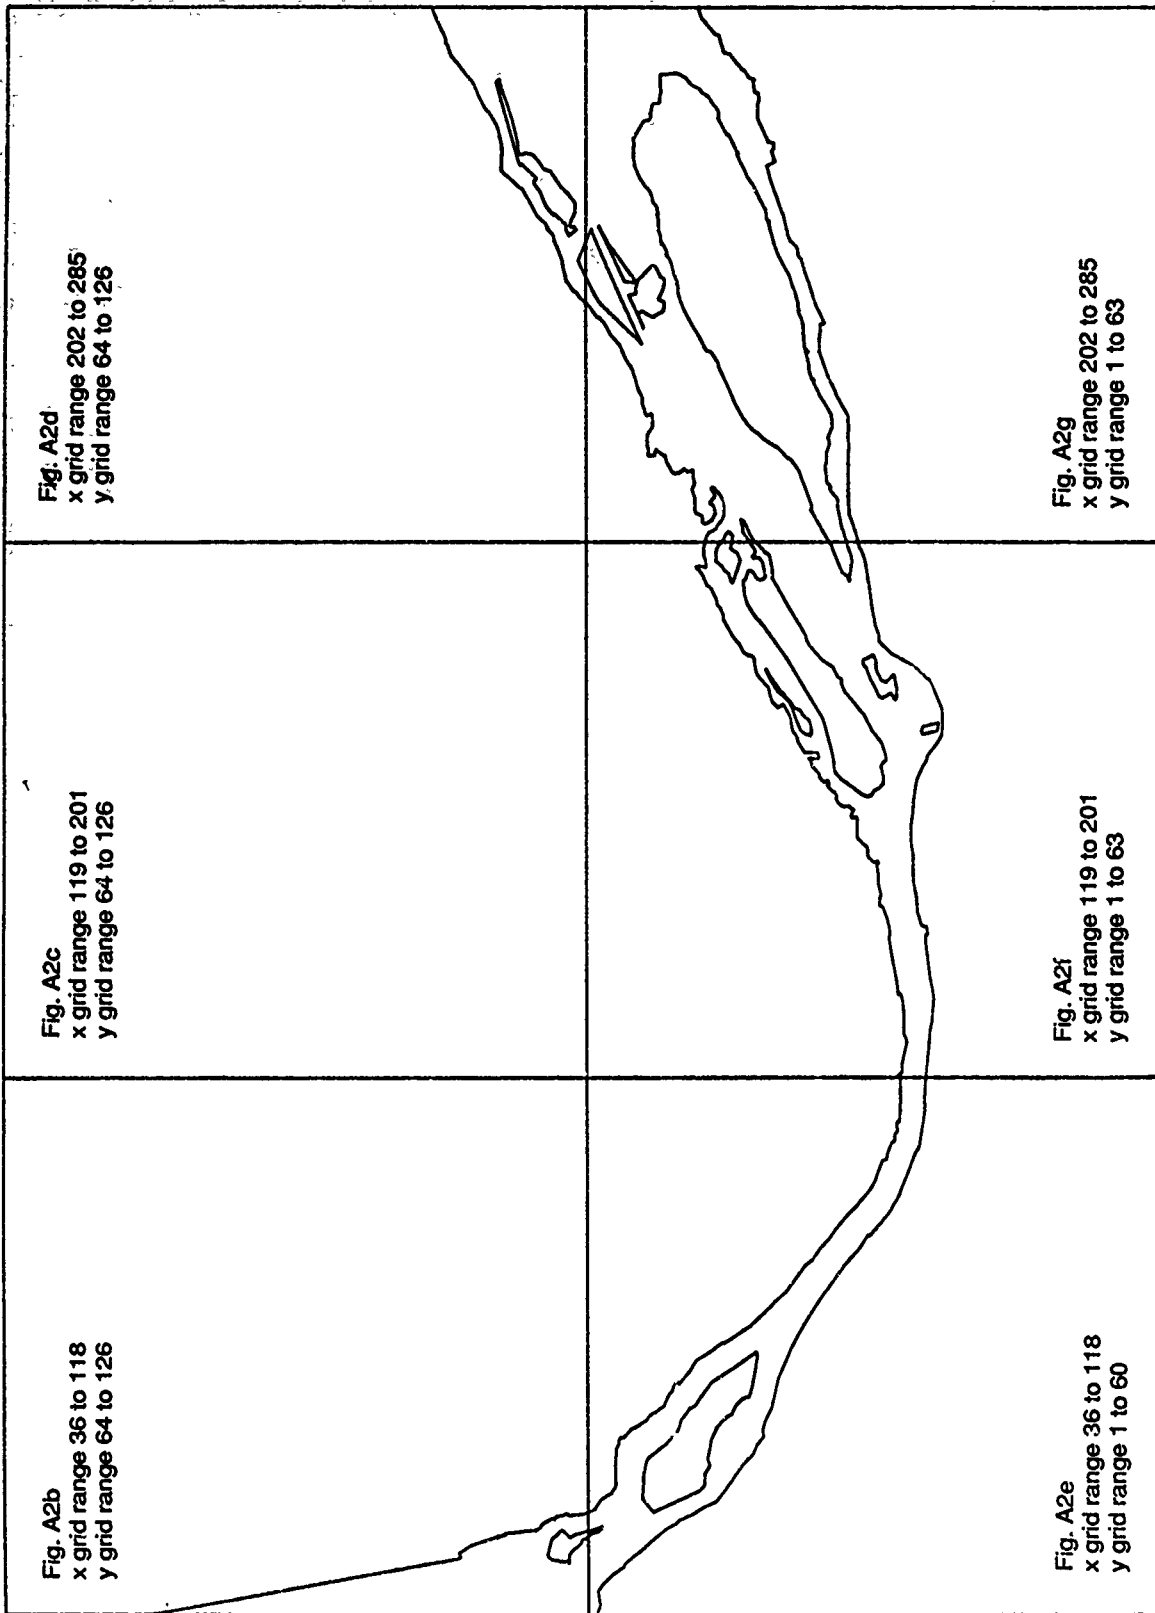 Fig. A2b
x grid range 36 to 118
y grid range 64 to 126
Fig. A2c
x grid range 119 to 201
y grid range 64 to 126
Fig. A2d
x grid range 202 to 285
y grid range 64 to 126
Fig. A2e
x grid range 36 to 118
y grid range 1 to 60
Fig. A2f
x grid range 119 to 201
y grid range 1 to 63
Fig. A2g
x grid range 202 to 285
y grid range 1 to 63